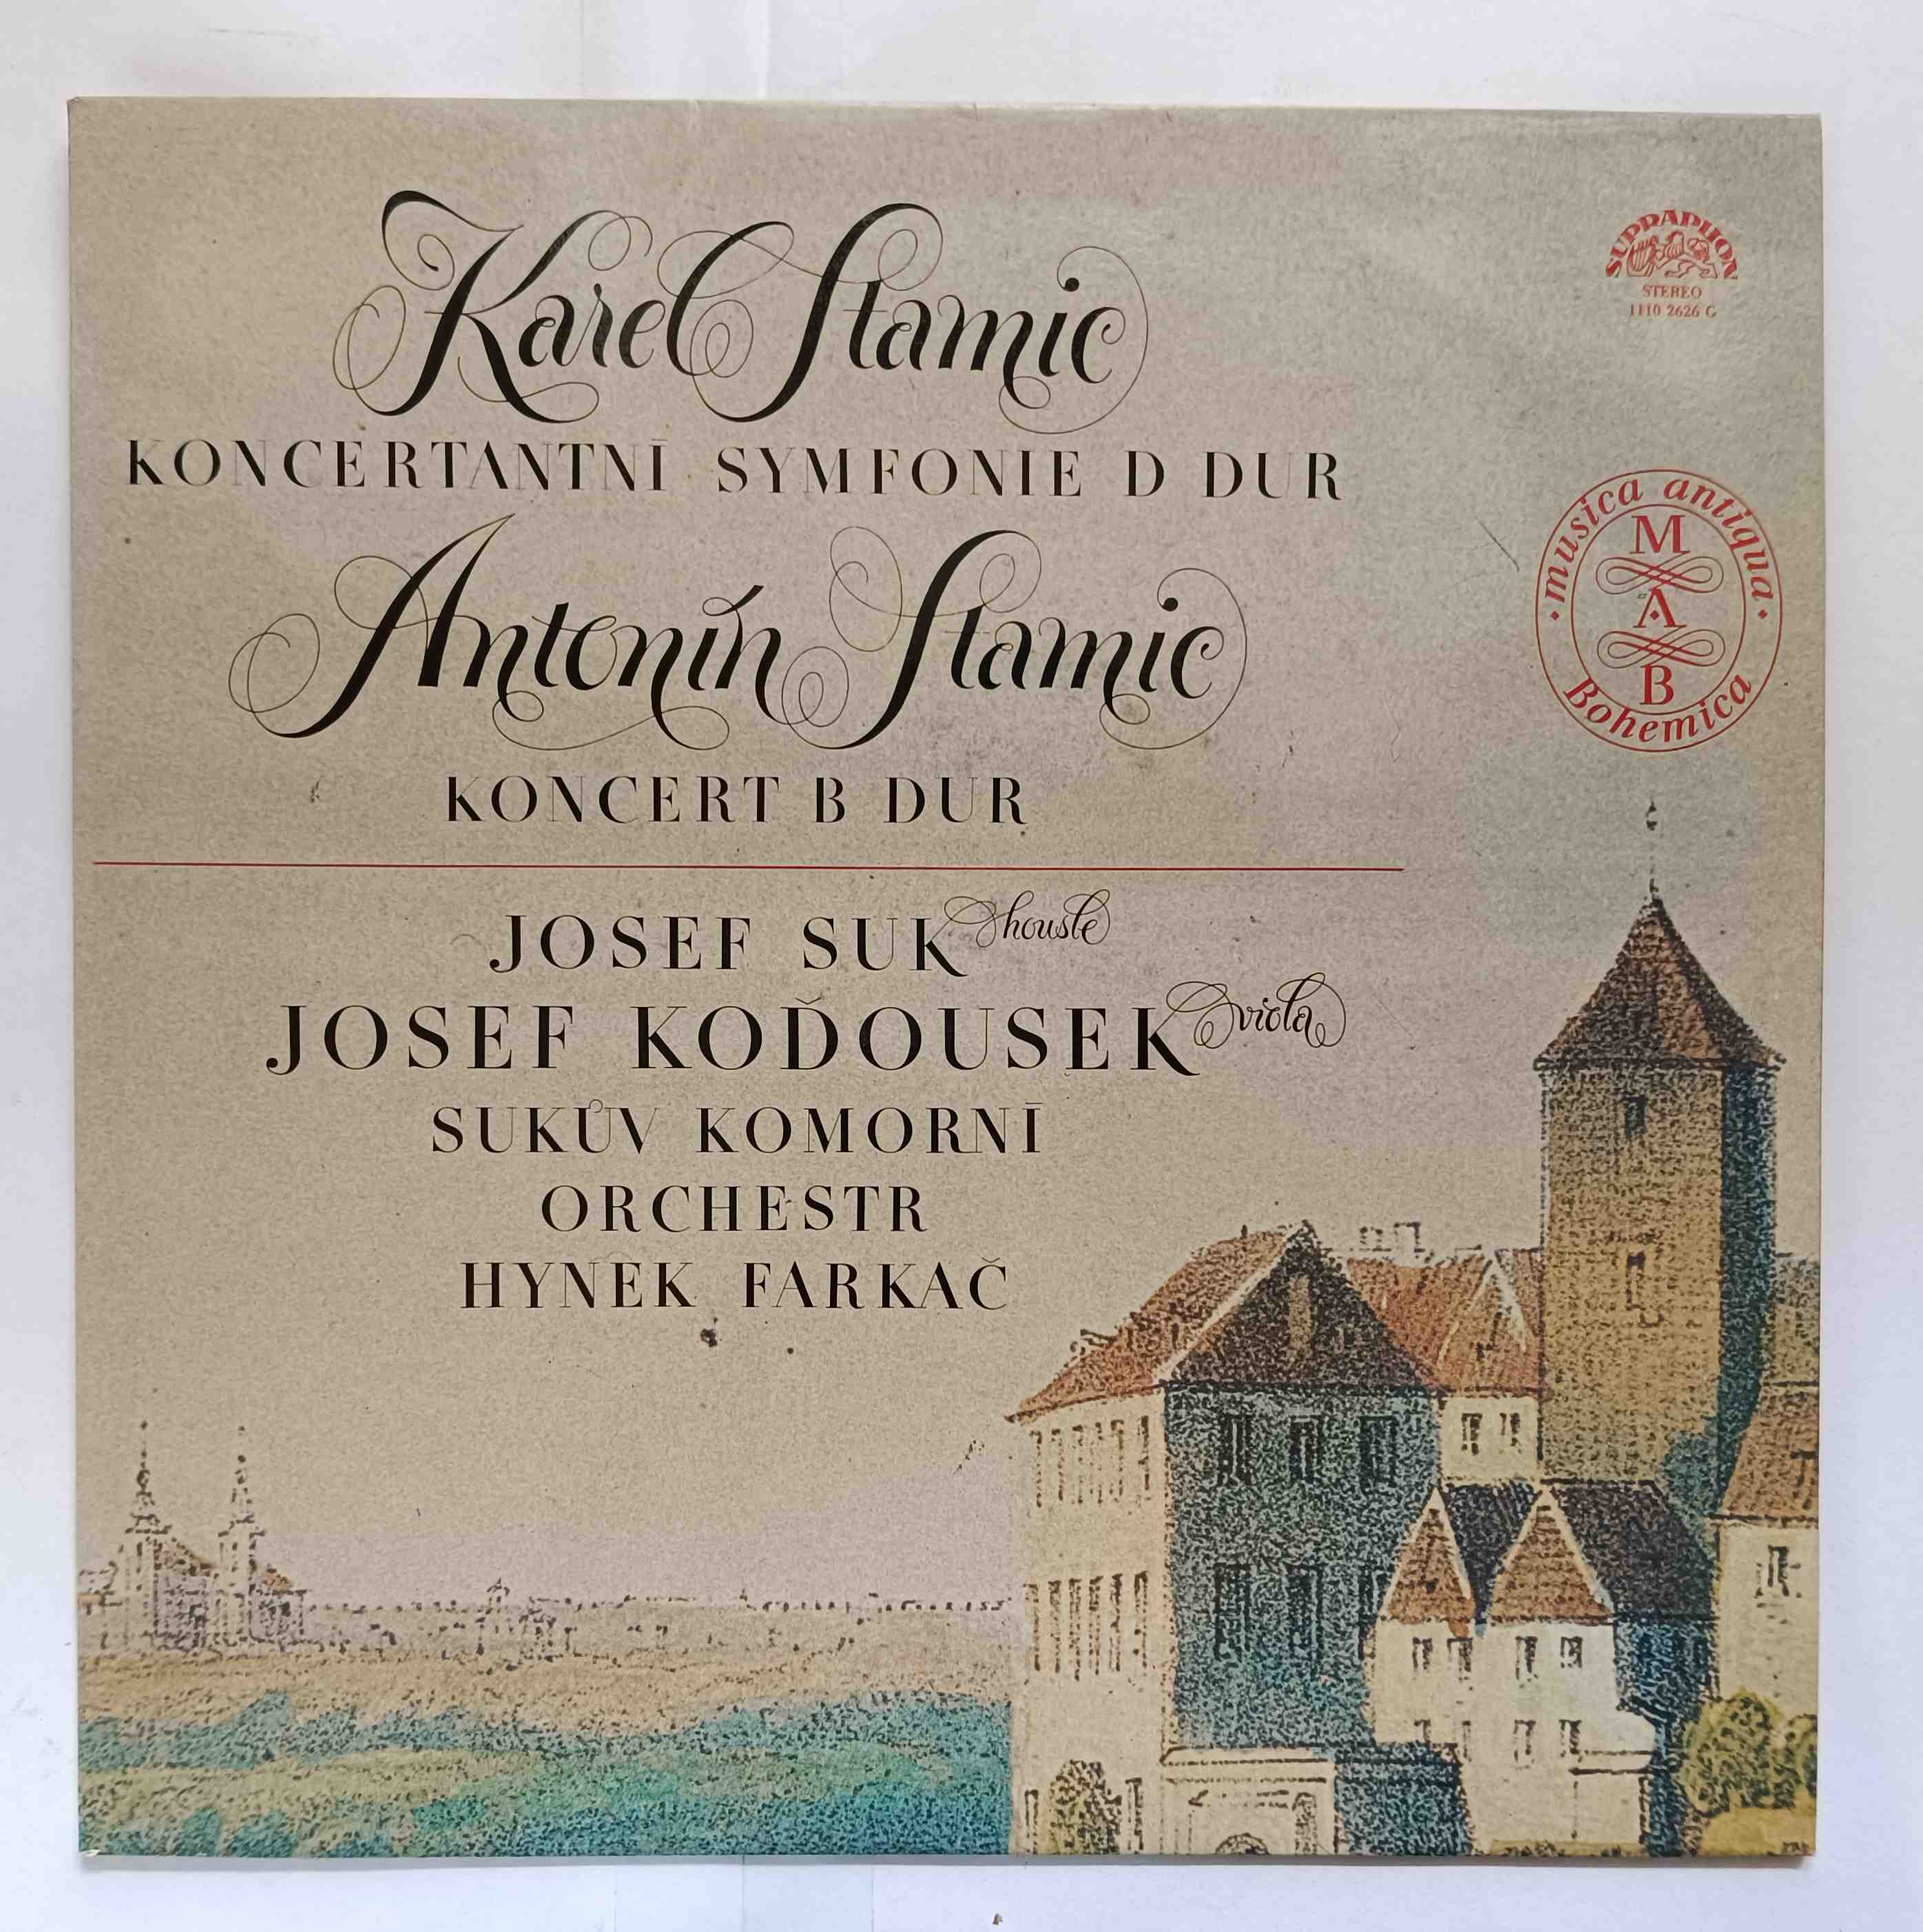 Karel Stamic
KONCERTANTNÍ SYMFONIE D DUR
Antonín Stamic
KONCERT B DUR
JOSEF SUK housle
JOSEF KOĎOUSEK viola
SUKŮV KOMORNÍ
ORCHESTR
HYNEK FARKAČ
SUPRAPHON
STEREO
1110 2626 G
musica antiqua
M
A
B
Bohemica